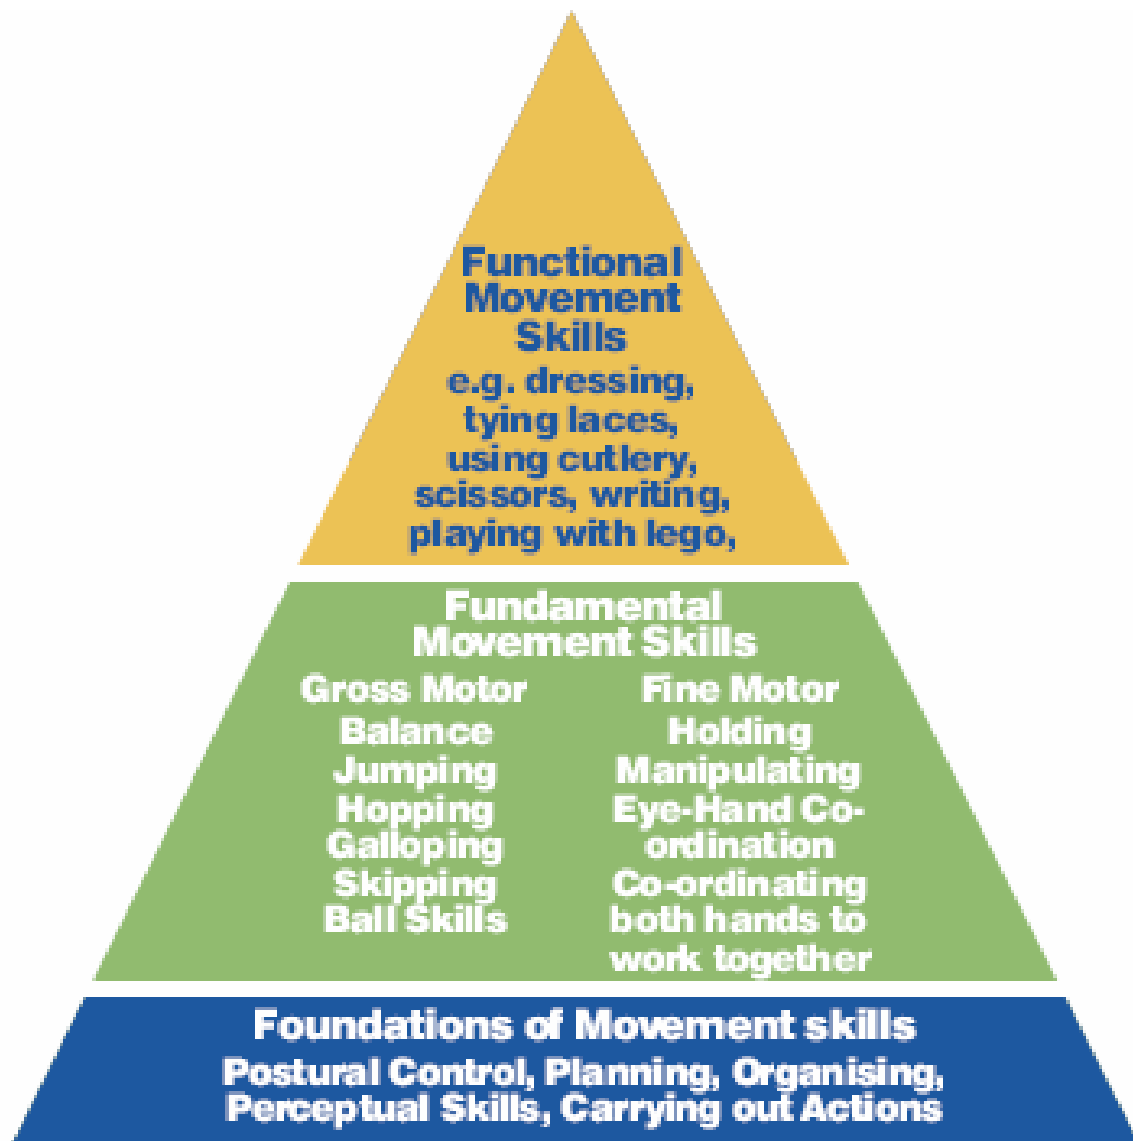 Functional
Movement
Skills
e.g. dressing,
tying laces,
using cutlery,
scissors, writing,
playing with lego,
Fundamental
Movement Skills
Gross Motor
Balance
Jumping
Hopping
Galloping
Skipping
Ball Skills
Fine Motor
Holding
Manipulating
Eye-Hand Co-
ordination
Co-ordinating
both hands to
work together
Foundations of Movement skills
Postural Control, Planning, Organising,
Perceptual Skills, Carrying out Actions